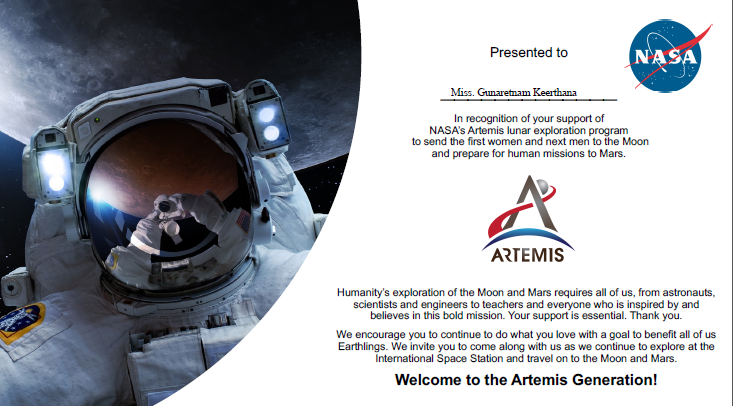 Presented to
NASA
Miss. Gunaretnam Keerthana
In recognition of your support of
NASA's Artemis lunar exploration program
to send the first women and next men to the Moon
and prepare for human missions to Mars.
ARTEMIS
Humanity's exploration of the Moon and Mars requires all of us, from astronauts,
scientists and engineers to teachers and everyone who is inspired by and
believes in this bold mission. Your support is essential. Thank you.
We encourage you to continue to do what you love with a goal to benefit all of us
Earthlings. We invite you to come along with us as we continue to explore at the
International Space Station and travel on to the Moon and Mars.
Welcome to the Artemis Generation!